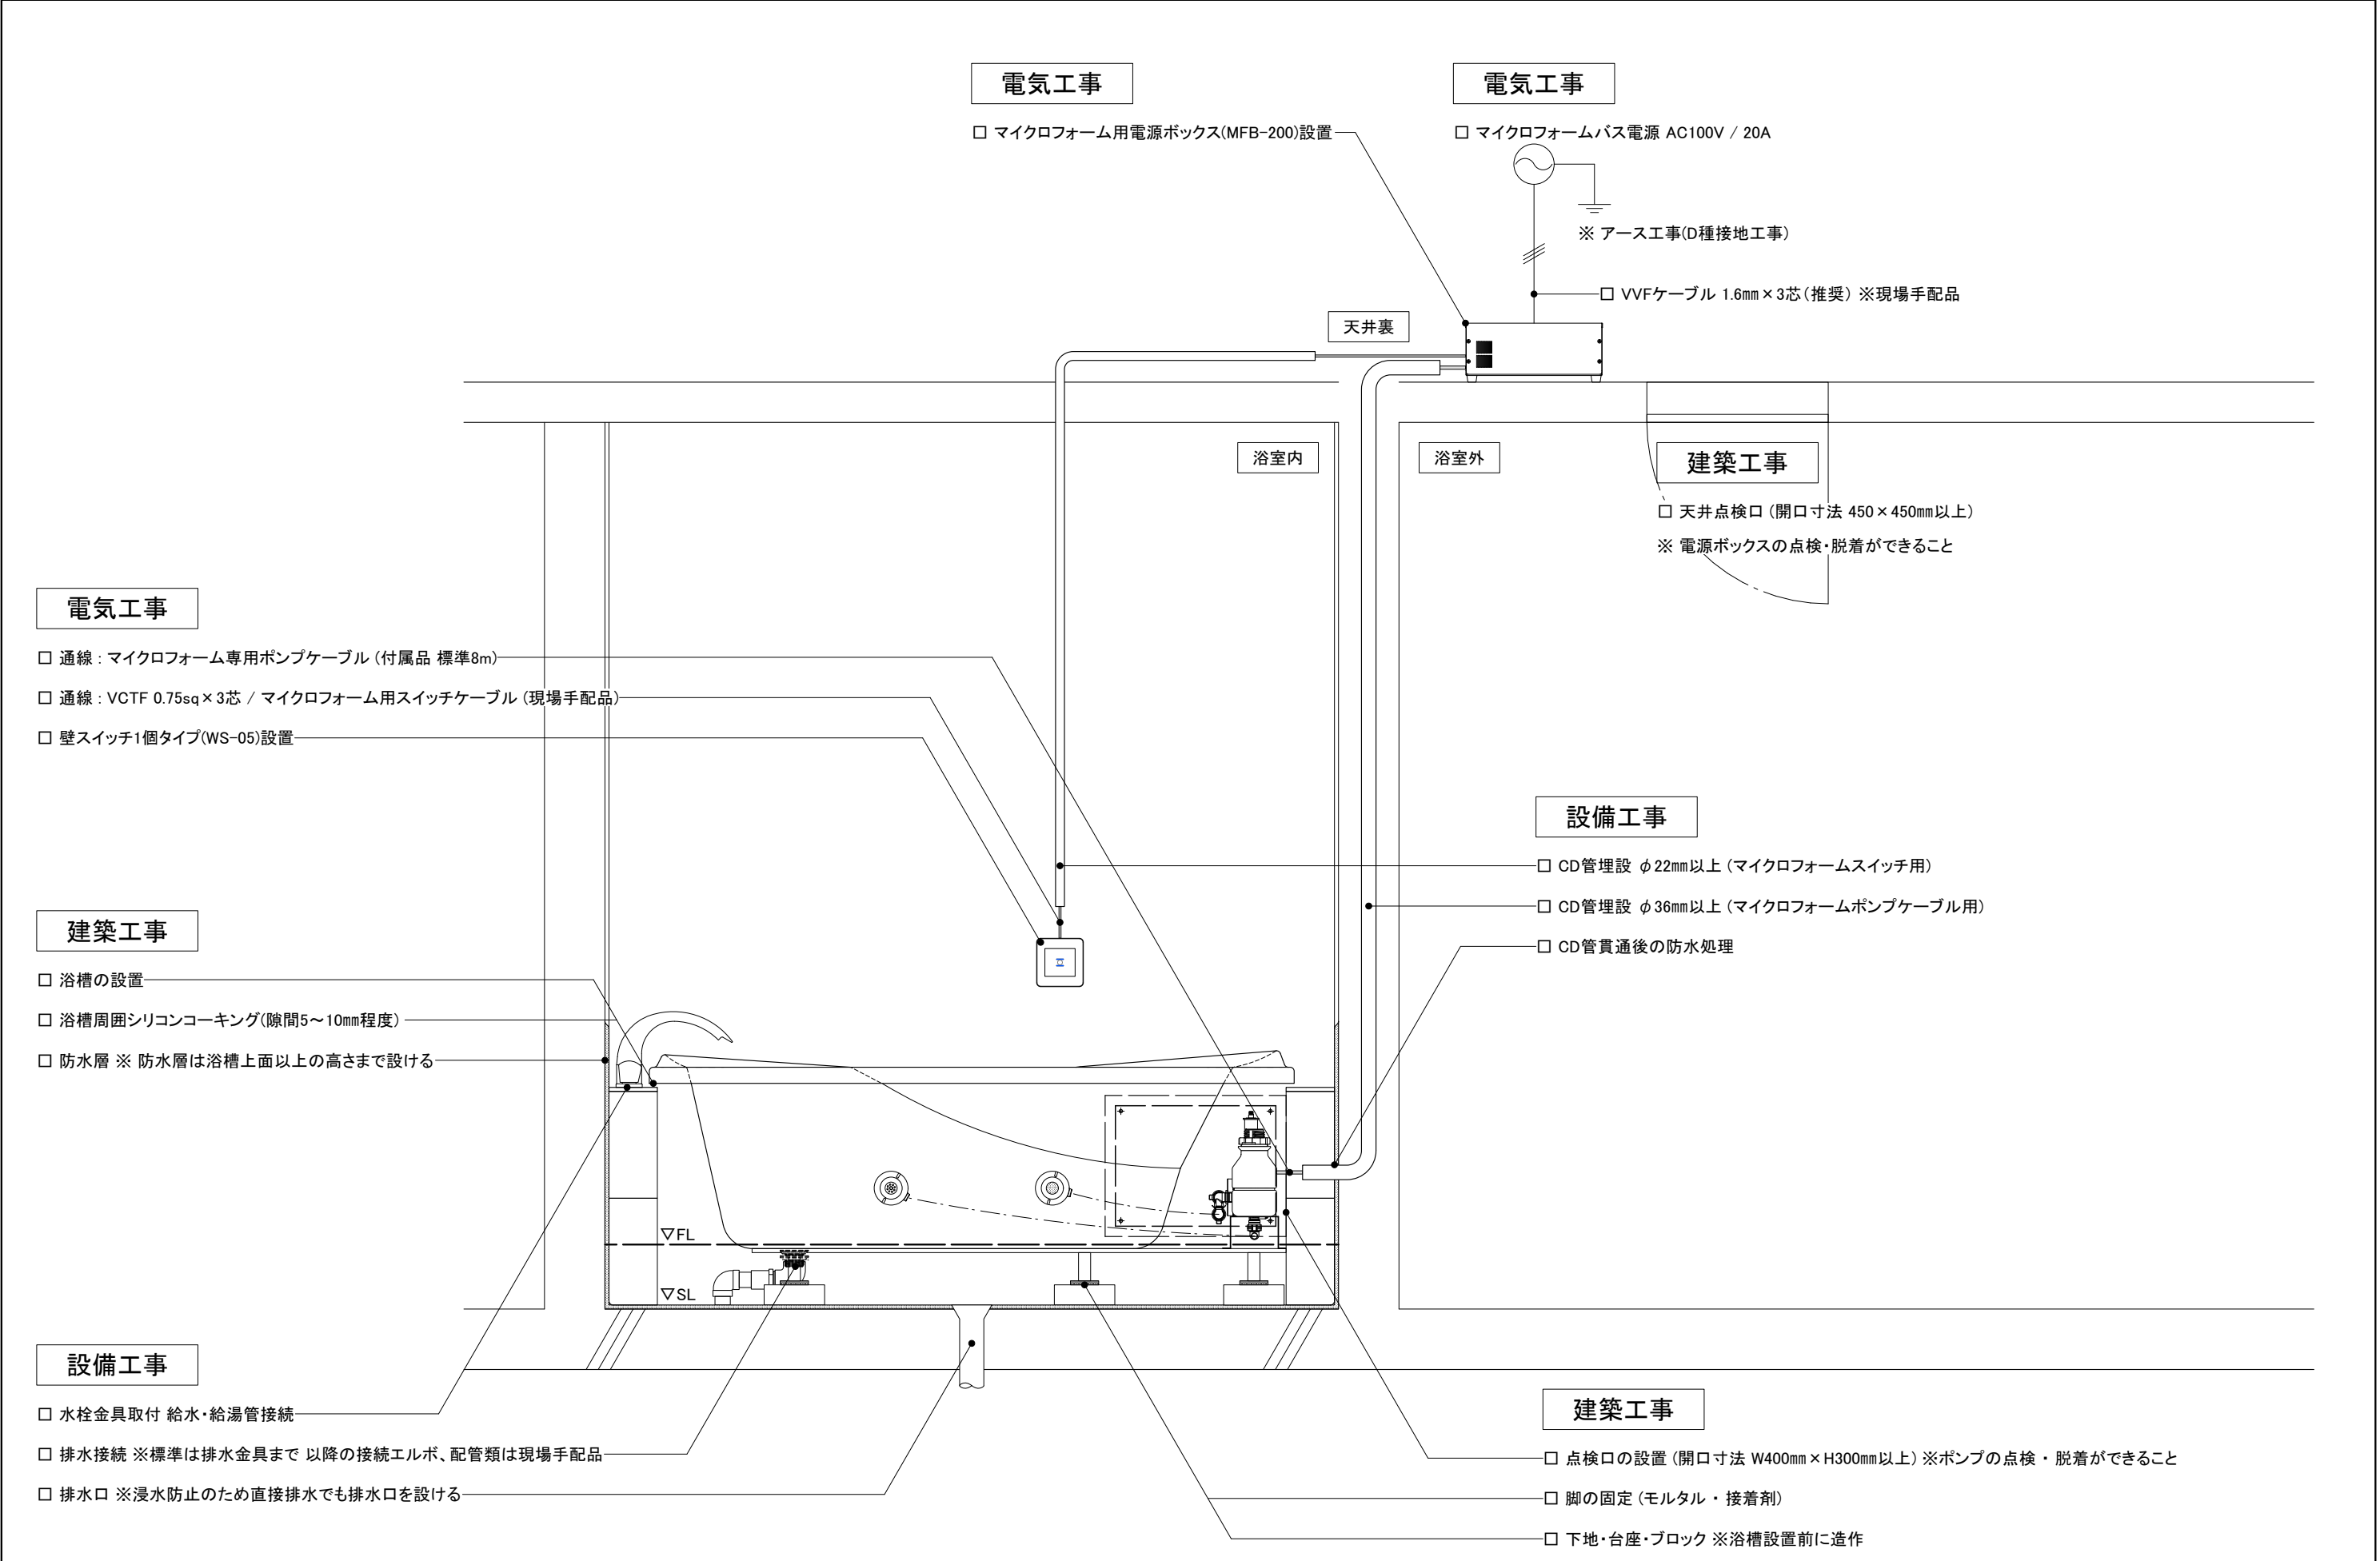 電気工事
□ マイクロフォーム用電源ボックス(MFB-200)設置
電気工事
□ マイクロフォームバス電源 AC100V / 20A
※ アース工事(D種接地工事)
□ VVFケーブル 1.6㎜×3芯(推奨) ※現場手配品
天井裏
浴室内
浴室外
建築工事
□ 天井点検口 (開口寸法 450×450㎜以上)
※ 電源ボックスの点検・脱着ができること
電気工事
□ 通線 : マイクロフォーム専用ポンプケーブル (付属品 標準8m)
□ 通線 : VCTF 0.75sq×3芯 / マイクロフォーム用スイッチケーブル (現場手配品)
□ 壁スイッチ1個タイプ(WS-05)設置
設備工事
□ CD管埋設 φ22㎜以上 (マイクロフォームスイッチ用)
□ CD管埋設 φ36㎜以上 (マイクロフォームポンプケーブル用)
□ CD管貫通後の防水処理
建築工事
□ 浴槽の設置
□ 浴槽周囲シリコンコーキング(隙間5～10㎜程度)
□ 防水層 ※ 防水層は浴槽上面以上の高さまで設ける
▽FL
▽SL
設備工事
□ 水栓金具取付 給水・給湯管接続
□ 排水接続 ※標準は排水金具まで 以降の接続エルボ、配管類は現場手配品
□ 排水口 ※浸水防止のため直接排水でも排水口を設ける
建築工事
□ 点検口の設置 (開口寸法 W400㎜×H300㎜以上) ※ポンプの点検 ・ 脱着ができること
□ 脚の固定 (モルタル ・ 接着剤)
□ 下地・台座・ブロック ※浴槽設置前に造作